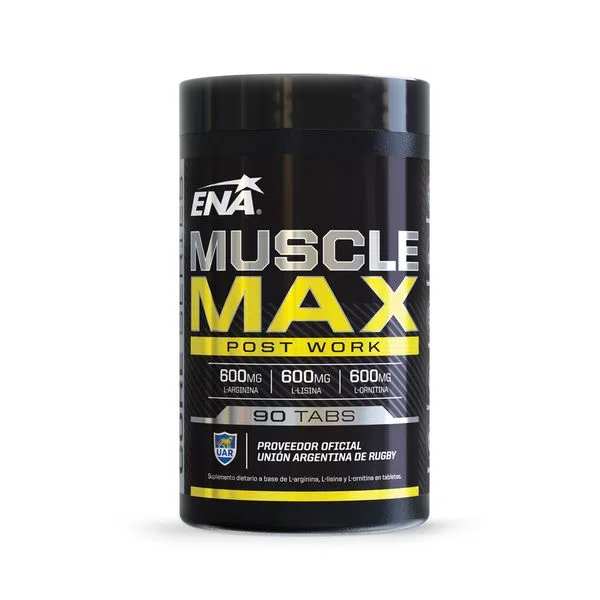 ENA®
MUSCLE
MAX
POST WORK
600MG L-ARGININA
600MG L-LISINA
600MG L-ORNITINA
90 TABS
UAR
PROVEEDOR OFICIAL
UNIÓN ARGENTINA DE RUGBY
Suplemento dietario a base de L-arginina, L-lisina y L-ornitina en tabletas.